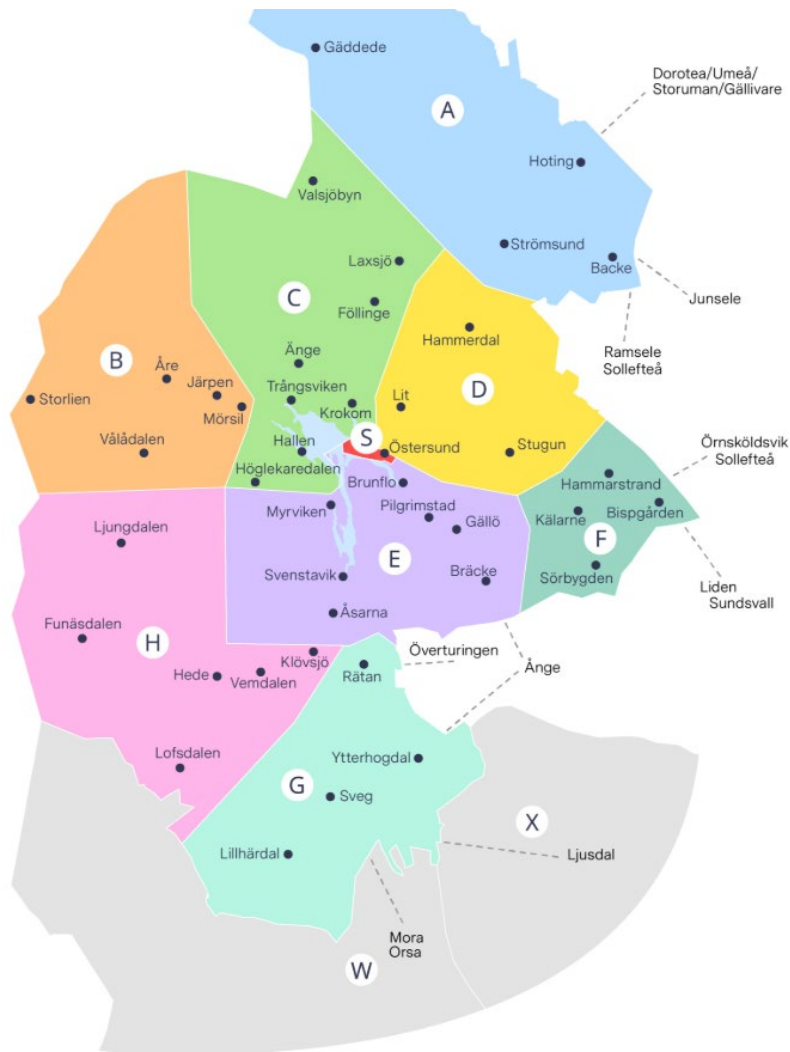 Gäddede
Dorotea/Umeå/
Storuman/Gällivare
A
Hoting
Valsjöbyn
Strömsund
Backe
Laxsjö
Junsele
C
Föllinge
Hammerdal
Ramsele
Sollefteå
B
Änge
Åre
Järpen
D
Storlien
Trångsviken
Mörsil
Krokom
Lit
S
Vålådalen
Hallen
Östersund
Stugun
Örnsköldsvik
Sollefteå
Höglekaredalen
Brunflo
Hammarstrand
Myrviken
Pilgrimstad
Kälarne
Bispgården
Ljungdalen
Gällö
F
E
Svenstavik
Bräcke
Sörbygden
Liden
Sundsvall
Åsarna
Funäsdalen
H
Klövsjö
Överturingen
Hede
Vemdalen
Rätan
Ånge
Lofsdalen
Ytterhogdal
G
Sveg
X
Lillhärdal
Ljusdal
Mora
Orsa
W